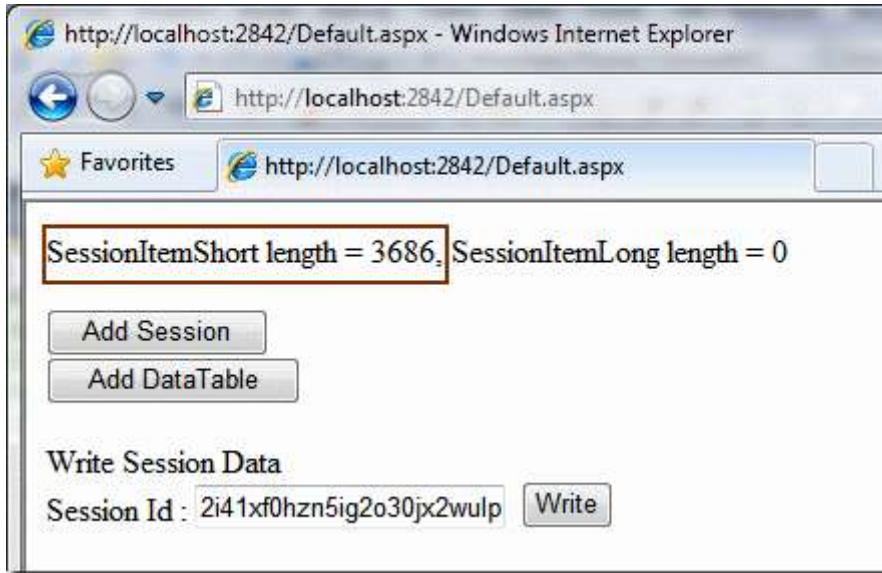 http://localhost:2842/Default.aspx - Windows Internet Explorer
http://localhost:2842/Default.aspx
Favorites http://localhost:2842/Default.aspx
SessionItemShort length = 3686, SessionItemLong length = 0
Add Session
Add DataTable
Write Session Data
Session Id : 2i41xf0hzn5ig2o30jx2wulp Write